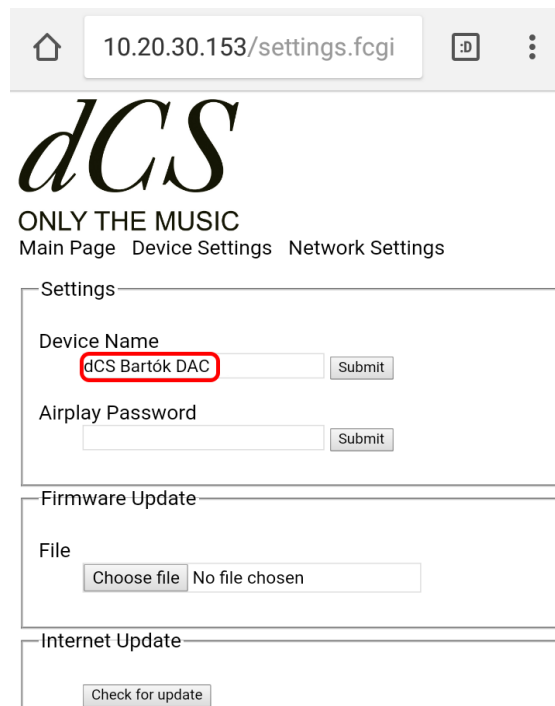 10.20.30.153/settings.fcgi :D
dCS
ONLY THE MUSIC
Main Page Device Settings Network Settings
Settings
Device Name
dCS Bartók DAC Submit
Airplay Password
Submit
Firmware Update
File
Choose file No file chosen
Internet Update
Check for update